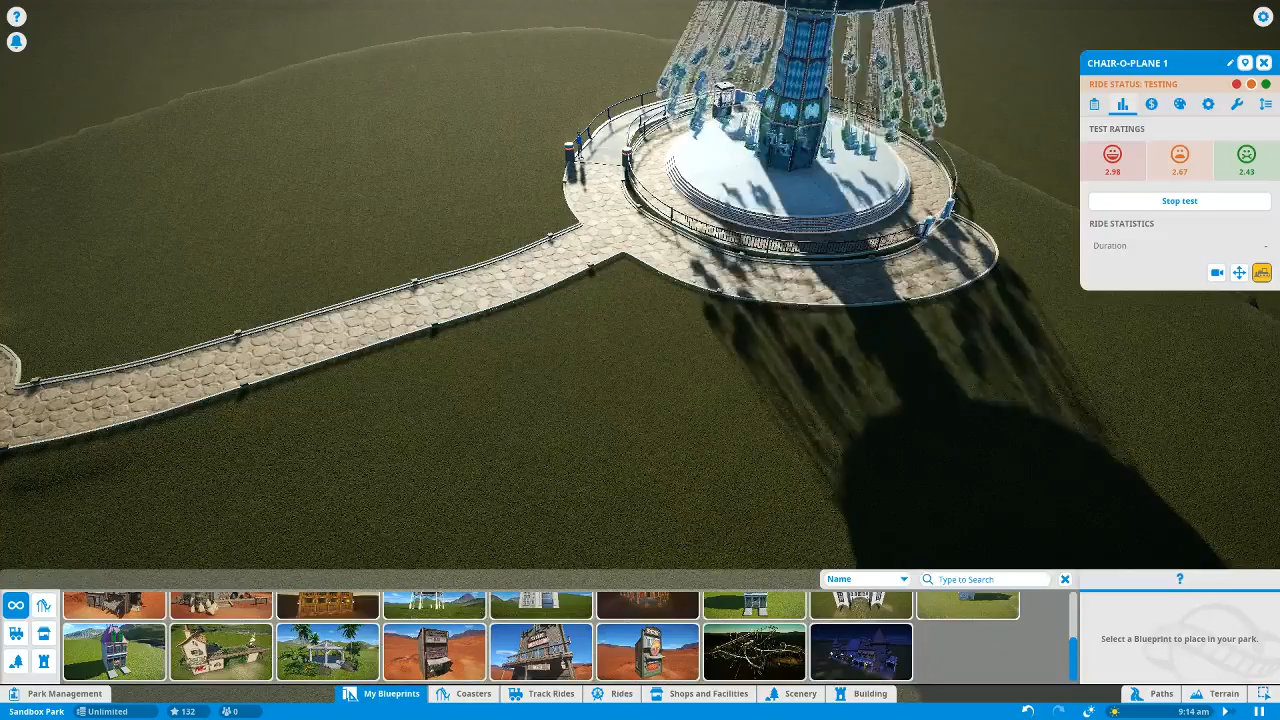 ?
CHAIR-O-PLANE 1
RIDE STATUS: TESTING
TEST RATINGS
2.98 2.67 2.43
Stop test
RIDE STATISTICS
Duration -
Name
Type to Search
?
Select a Blueprint to place in your park.
Park Management
My Blueprints
Coasters
Track Rides
Rides
Shops and Facilities
Scenery
Building
Paths
Terrain
Sandbox Park
Unlimited
132
0
9:14 am